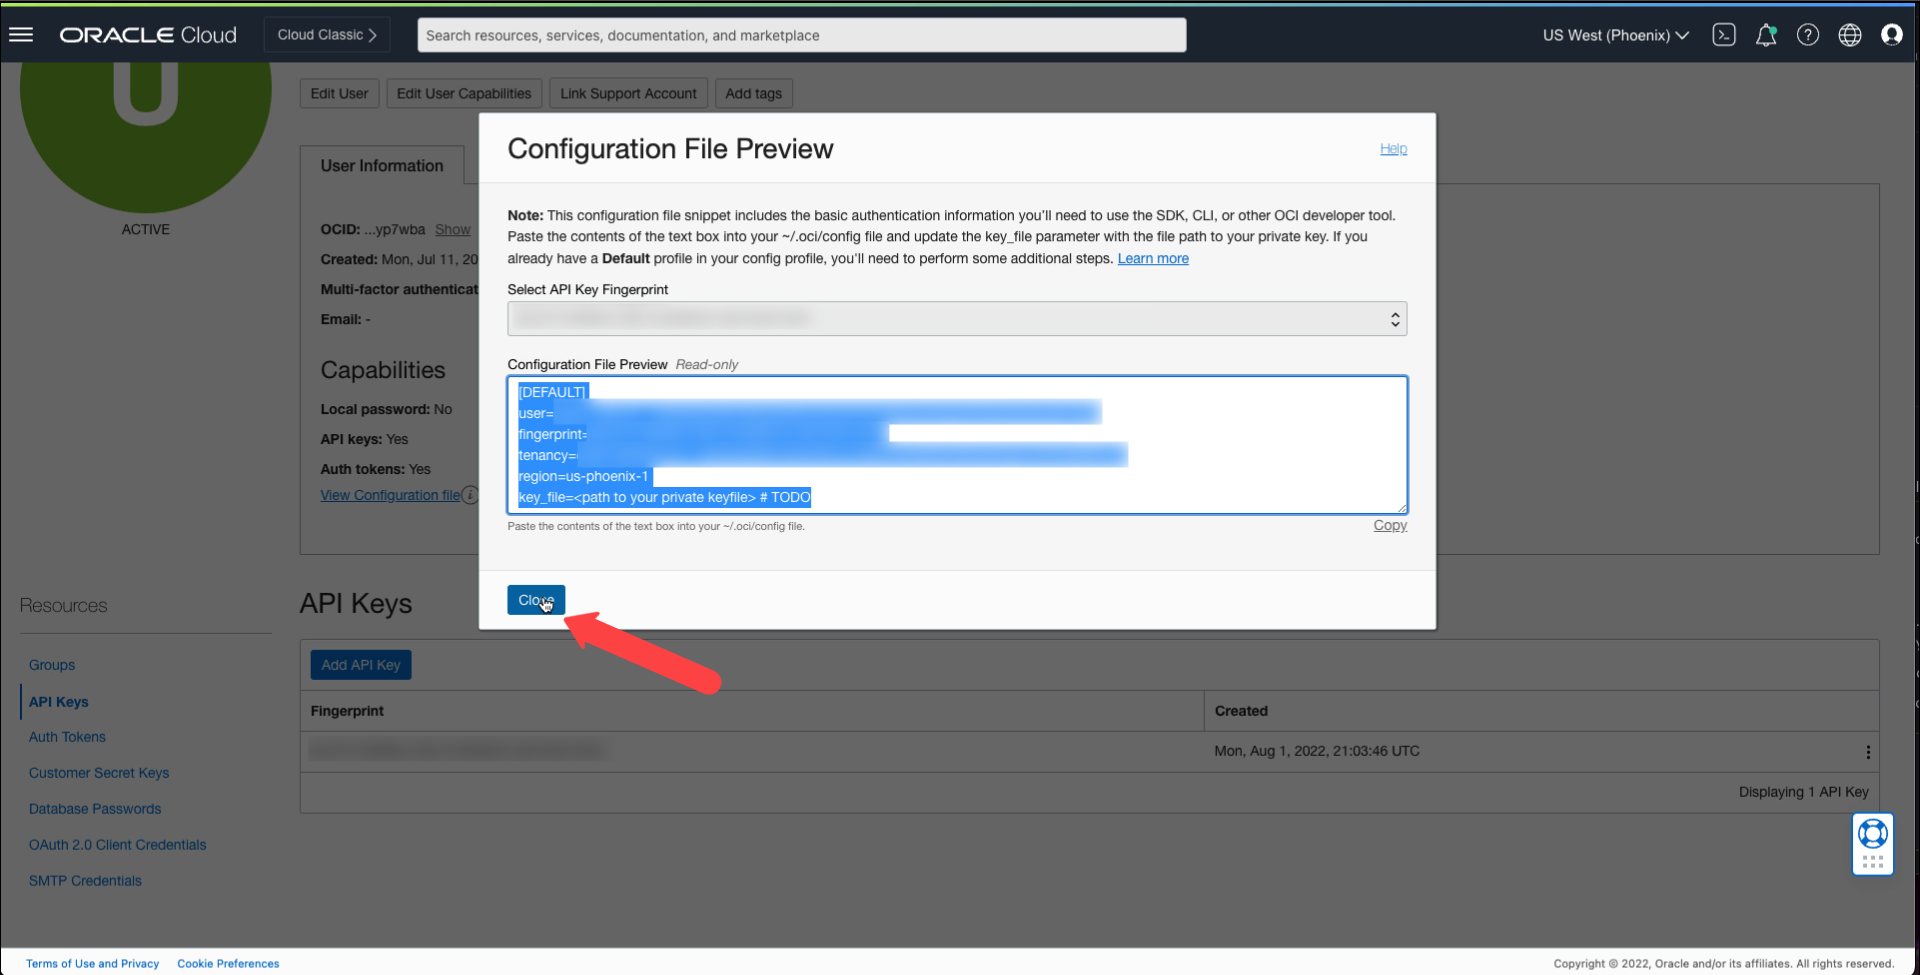 ORACLE Cloud
Cloud Classic
Search resources, services, documentation, and marketplace
US West (Phoenix)
U
ACTIVE
Edit User
Edit User Capabilities
Link Support Account
Add tags
User Information
OCID: ...yp7wba Show
Created: Mon, Jul 11, 20
Multi-factor authenticat
Email: -
Capabilities
Local password: No
API keys: Yes
Auth tokens: Yes
View Configuration file
Configuration File Preview
Help
Note: This configuration file snippet includes the basic authentication information you'll need to use the SDK, CLI, or other OCI developer tool.
Paste the contents of the text box into your ~/.oci/config file and update the key_file parameter with the file path to your private key. If you
already have a Default profile in your config profile, you'll need to perform some additional steps. Learn more
Select API Key Fingerprint
Configuration File Preview Read-only
[DEFAULT]
user=
fingerprint=
tenancy=
region=us-phoenix-1
key_file=<path to your private keyfile> # TODO
Paste the contents of the text box into your ~/.oci/config file.
Copy
Close
Resources
Groups
API Keys
Auth Tokens
Customer Secret Keys
Database Passwords
OAuth 2.0 Client Credentials
SMTP Credentials
API Keys
Add API Key
Fingerprint
Created
Mon, Aug 1, 2022, 21:03:46 UTC
Displaying 1 API Key
Terms of Use and Privacy
Cookie Preferences
Copyright © 2022, Oracle and/or its affiliates. All rights reserved.